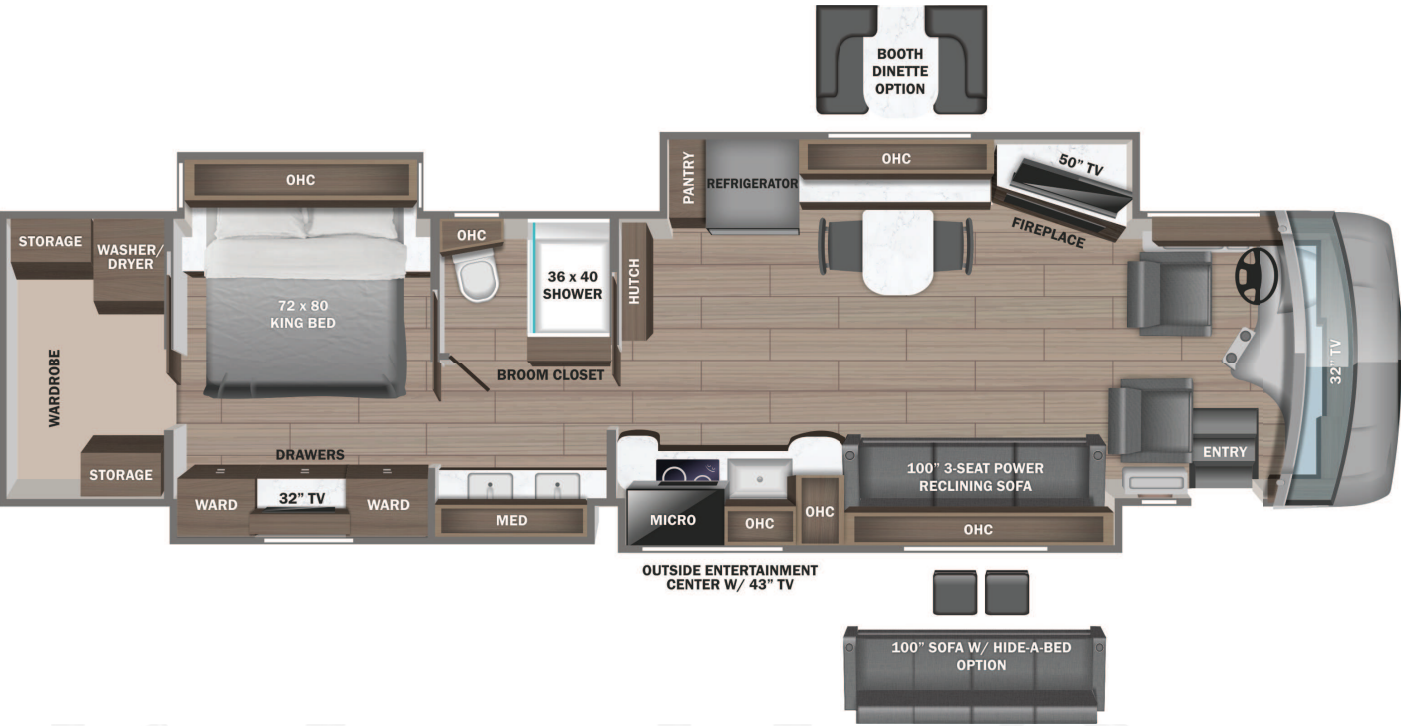 BOOTH
DINETTE
OPTION
OHC
PANTRY
REFRIGERATOR
OHC
50” TV
FIREPLACE
STORAGE
WASHER/
DRYER
OHC
36 x 40
SHOWER
HUTCH
72 x 80
KING BED
WARDROBE
BROOM CLOSET
32” TV
STORAGE
DRAWERS
WARD
32” TV
WARD
MED
MICRO
OHC
OHC
100” 3-SEAT POWER
RECLINING SOFA
OHC
ENTRY
OUTSIDE ENTERTAINMENT
CENTER W/ 43” TV
100” SOFA W/ HIDE-A-BED
OPTION